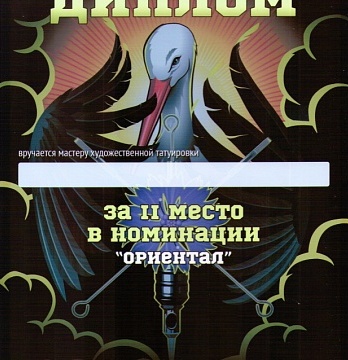 ДИПЛОМ
вручается мастеру художественной татуировки
за II место
в номинации
"ориентал"